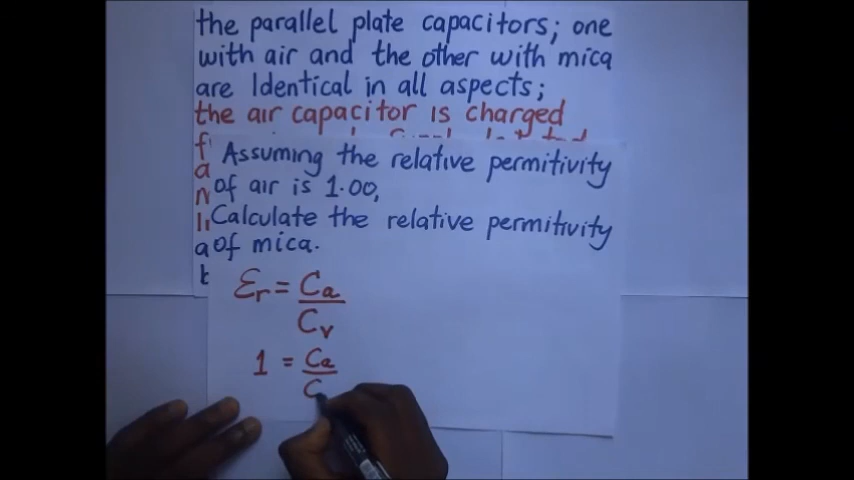 the parallel plate capacitors; one
with air and the other with mica
are Identical in all aspects;
the air capacitor is charged
Assuming the relative permitivity
of air is 1.00,
Calculate the relative permitivity
of mica.
Ɛr = Ca/Cv
1 = Ca/C